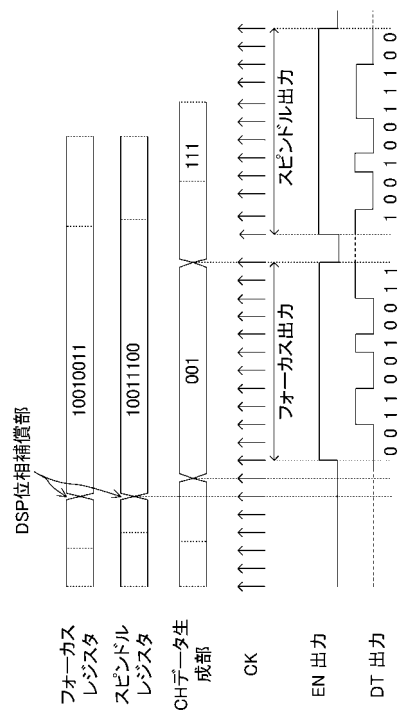 DSP位相補償部
フォーカス
レジスタ
10010011
スピンドル
レジスタ
10011100
CHデータ生
成部
001
111
CK
フォーカス出力
スピンドル出力
EN 出力
DT 出力
0 0 1 1 0 0 1 0 0 1 1
1 0 0 1 0 0 1 1 1 0 0